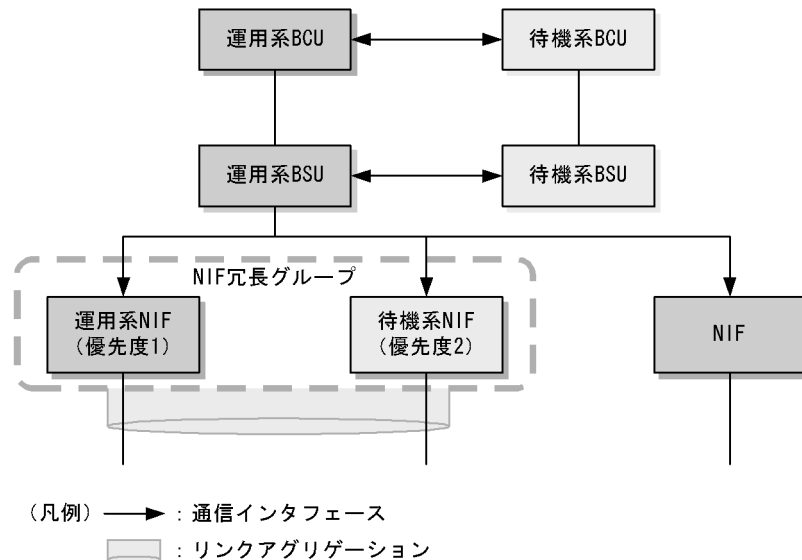 運用系BCU
待機系BCU
運用系BSU
待機系BSU
NIF冗長グループ
運用系NIF
(優先度1)
待機系NIF
(優先度2)
NIF
(凡例)
:通信インタフェース
:リンクアグリゲーション